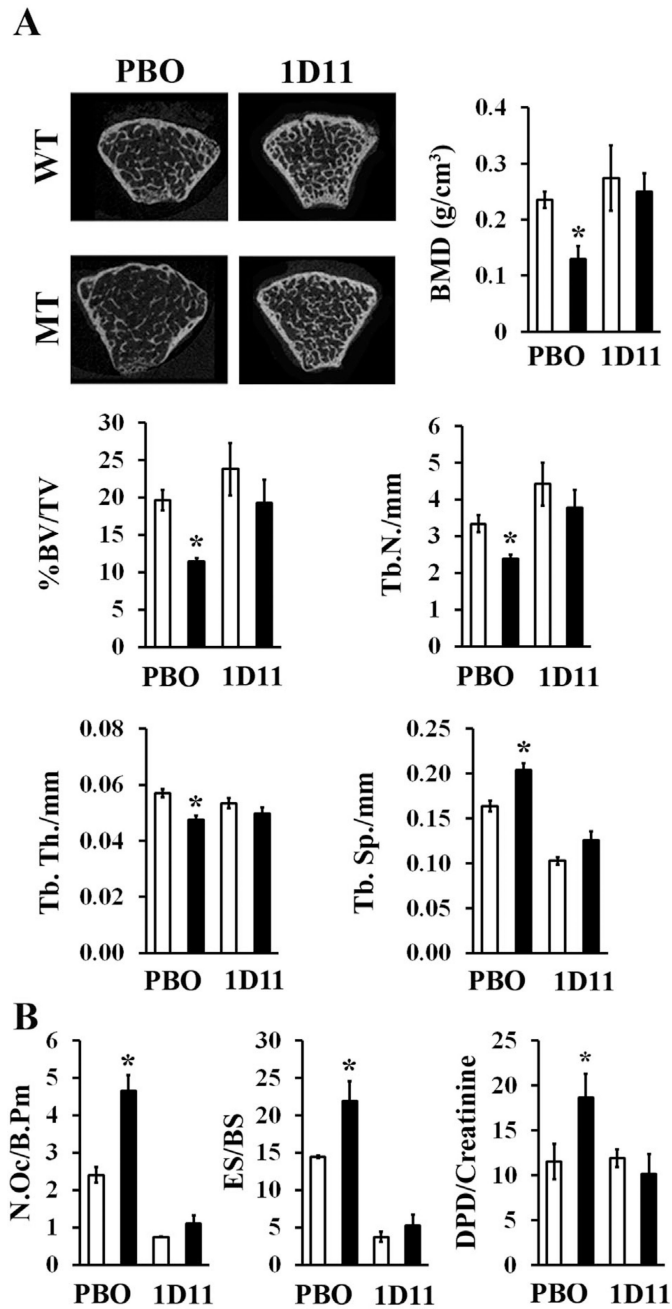 A
PBO 1D11
WT
MT
BMD (g/cm³)
0.4
0.3
0.2
0.1
0
*
PBO 1D11
%BV/TV
30
25
20
15
10
5
0
*
PBO 1D11
Tb.N./mm
6
5
4
3
2
1
0
*
PBO 1D11
Tb. Th./mm
0.08
0.06
0.04
0.02
0.00
*
PBO 1D11
Tb. Sp./mm
0.25
0.20
0.15
0.10
0.05
0.00
*
PBO 1D11
B
N.Oc/B.Pm
6
5
4
3
2
1
0
*
PBO 1D11
ES/BS
30
25
20
15
10
5
0
*
PBO 1D11
DPD/Creatinine
25
20
15
10
5
0
*
PBO 1D11